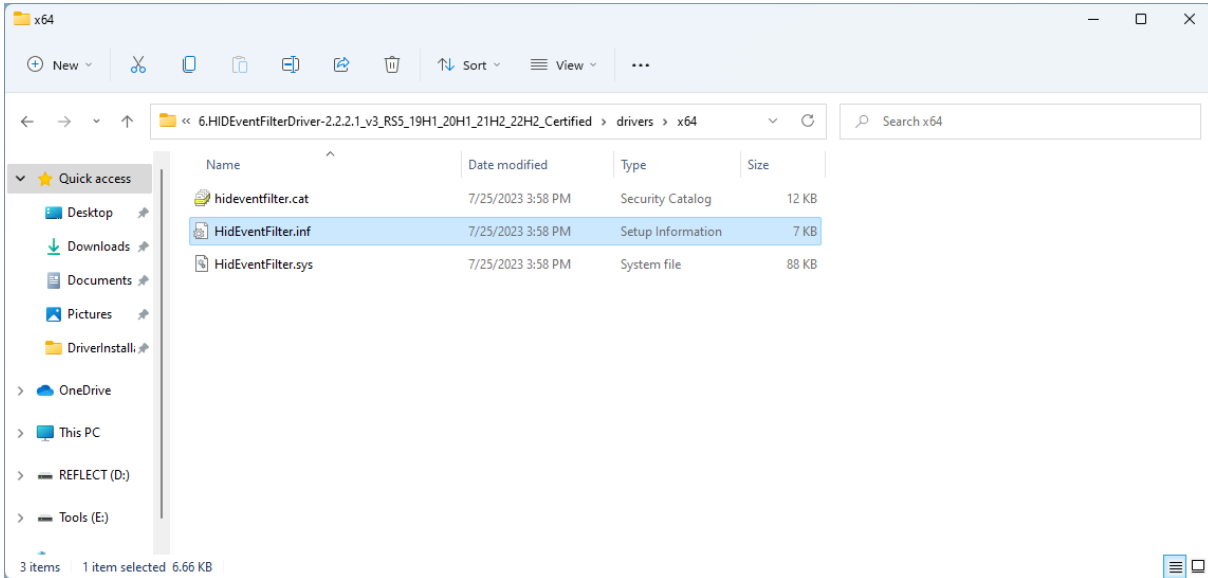 x64
New
Sort
View
« 6.HIDEventFilterDriver-2.2.2.1_v3_RS5_19H1_20H1_21H2_22H2_Certified > drivers > x64
Search x64
Name Date modified Type Size
Quick access
Desktop
Downloads
Documents
Pictures
DriverInstalli
OneDrive
This PC
REFLECT (D:)
Tools (E:)
hideventfilter.cat 7/25/2023 3:58 PM Security Catalog 12 KB
HidEventFilter.inf 7/25/2023 3:58 PM Setup Information 7 KB
HidEventFilter.sys 7/25/2023 3:58 PM System file 88 KB
3 items 1 item selected 6.66 KB